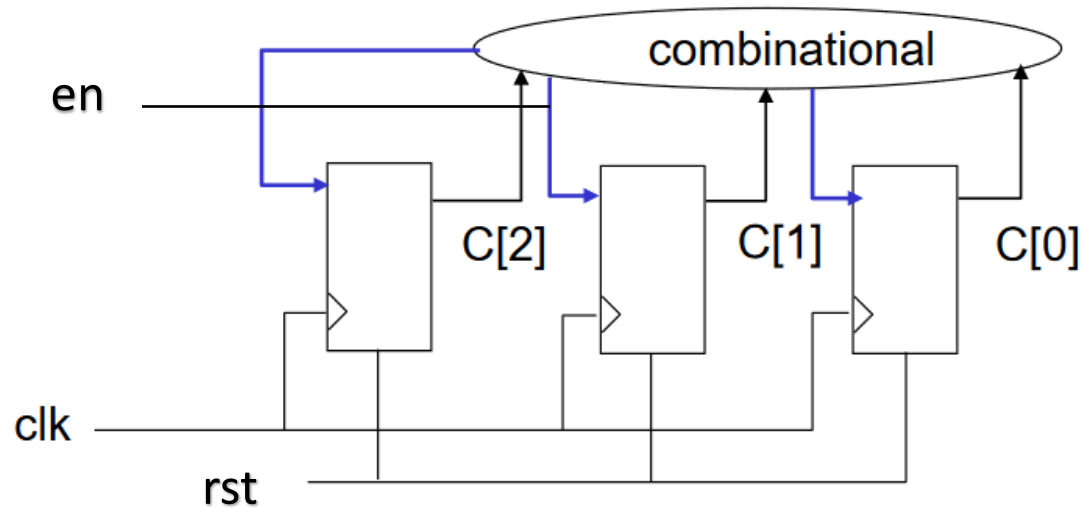 combinational
en
C[2]
C[1]
C[0]
clk
rst